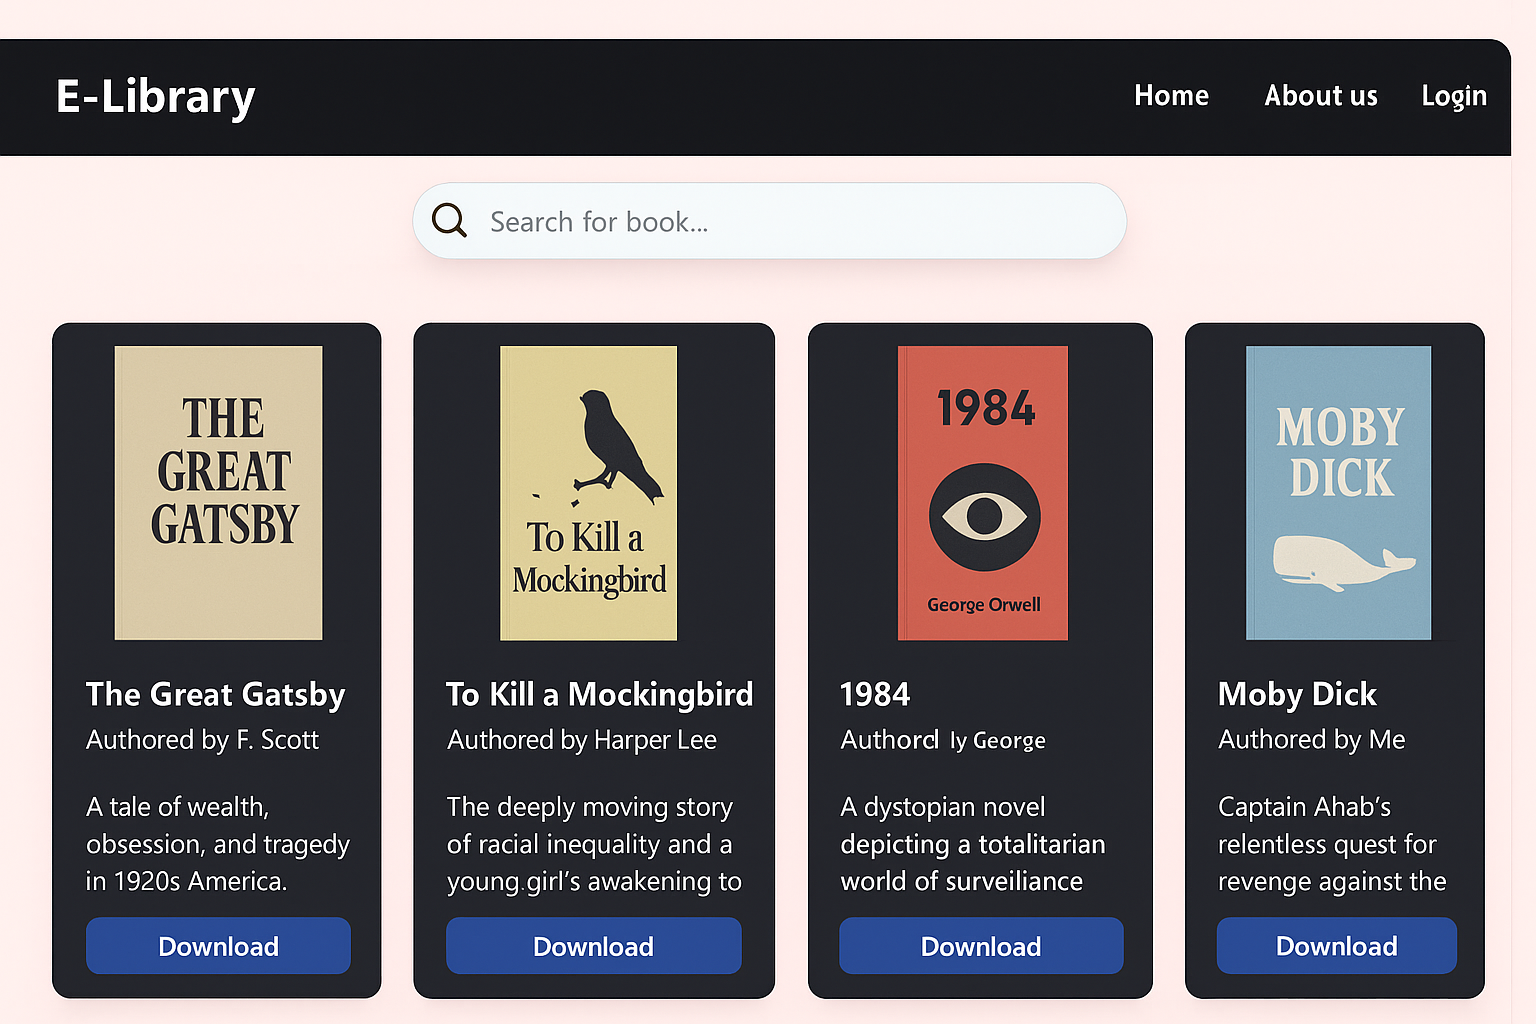 E-Library
Home About us Login
Search for book...
THE
GREAT
GATSBY
To Kill a
Mockingbird
1984
George Orwell
MOBY
DICK
The Great Gatsby
Authored by F. Scott
A tale of wealth,
obsession, and tragedy
in 1920s America.
Download
To Kill a Mockingbird
Authored by Harper Lee
The deeply moving story
of racial inequality and a
young.girl's awakening to
Download
1984
Authord ly George
A dystopian novel
depicting a totalitarian
world of surveiliance
Download
Moby Dick
Authored by Me
Captain Ahab's
relentless quest for
revenge against the
Download